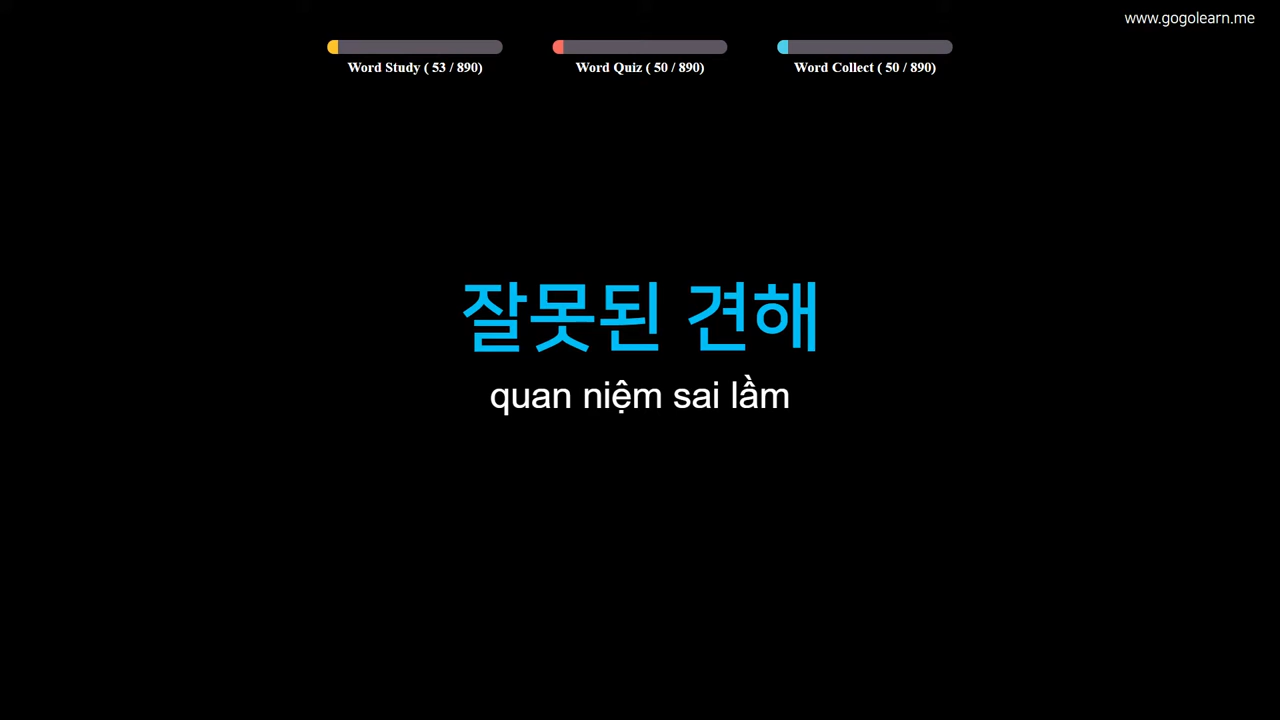 www.gogolearn.me
Word Study ( 53 / 890)
Word Quiz ( 50 / 890)
Word Collect ( 50 / 890)
잘못된 견해
quan niệm sai lầm